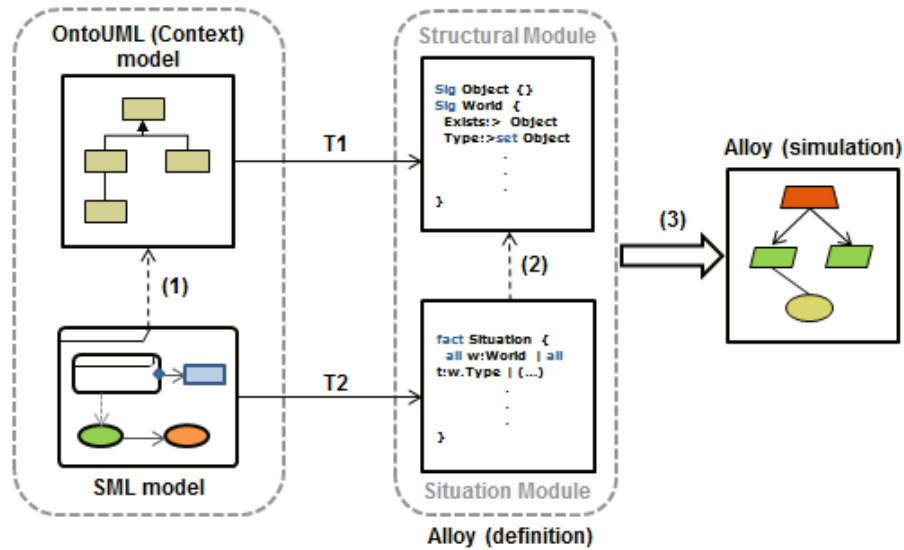 OntoUML (Context)
model
Structural Module
Sig Object {}
Sig World {
Exists:> Object
Type:>set Object
.
.
.
}
T1
Alloy (simulation)
(3)
(1)
(2)
fact Situation {
all w:World | all
t:w.Type | (...)
.
.
.
}
T2
SML model
Situation Module
Alloy (definition)